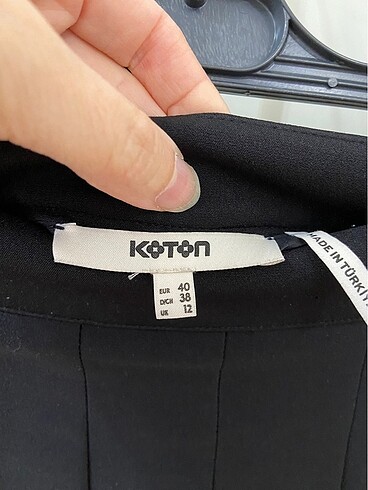 KOTON
EUR 40
D/CH 38
UK 12
MADE IN TÜRKİYE